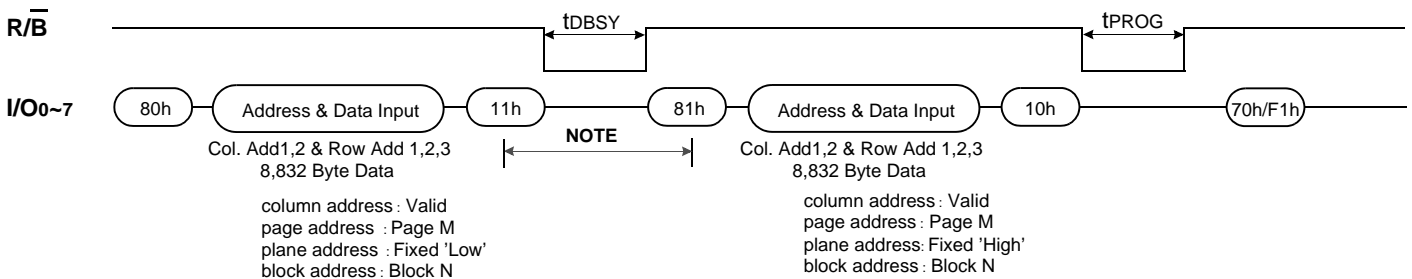 R/B tDBSY tPROG
I/O0~7 80h Address & Data Input 11h 81h Address & Data Input 10h 70h/F1h
NOTE
Col. Add1,2 & Row Add 1,2,3 Col. Add1,2 & Row Add 1,2,3
8,832 Byte Data 8,832 Byte Data
column address : Valid column address : Valid
page address : Page M page address : Page M
plane address : Fixed 'Low' plane address: Fixed 'High'
block address : Block N block address : Block N